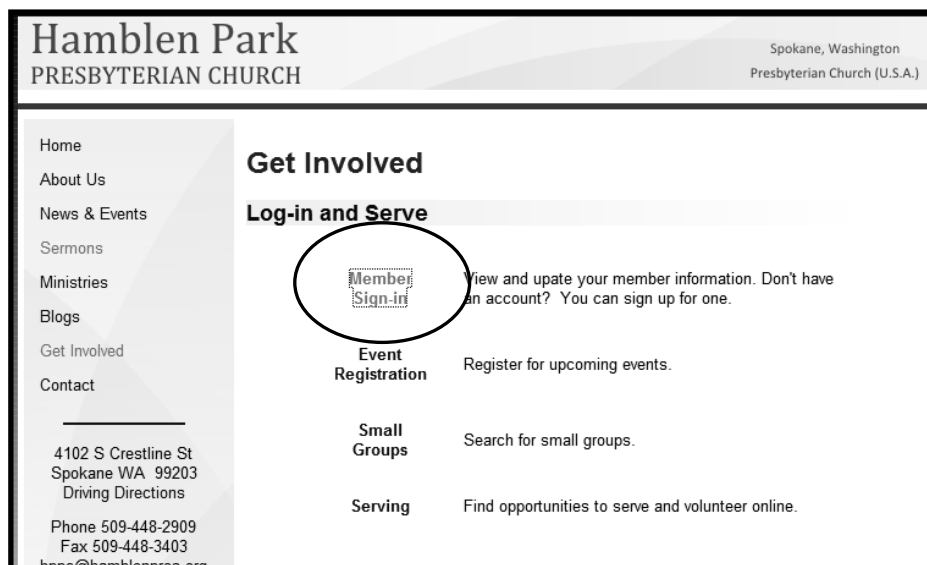 Hamblen Park
PRESBYTERIAN CHURCH
Spokane, Washington
Presbyterian Church (U.S.A.)
Home
About Us
News & Events
Sermons
Ministries
Blogs
Get Involved
Contact
4102 S Crestline St
Spokane WA 99203
Driving Directions
Phone 509-448-2909
Fax 509-448-3403
Get Involved
Log-in and Serve
Member
Sign-in
View and upate your member information. Don't have
an account? You can sign up for one.
Event
Registration
Register for upcoming events.
Small
Groups
Search for small groups.
Serving
Find opportunities to serve and volunteer online.